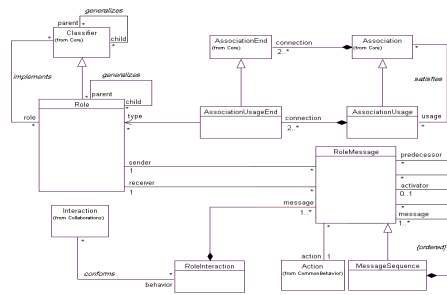 generalizes
parent
*
Classifier
(from Core)
*
child
*
AssociationEnd
(from Core)
connection
2..*
Association
(from Core)
*
implements
generalizes
*
parent
satisfies
Role
child
*
role
*
type
*
AssociationUsageEnd
connection
2..*
AssociationUsage
usage
*
RoleMessage
predecessor
*
sender
1
*
activator
0..1
receiver
1
*
message
1..*
message
1..*
*
Interaction
(from Collaborations)
*
{ordered}
conforms
*
behavior
RoleInteraction
action
1
Action
(from CommonBehavior)
MessageSequence
*